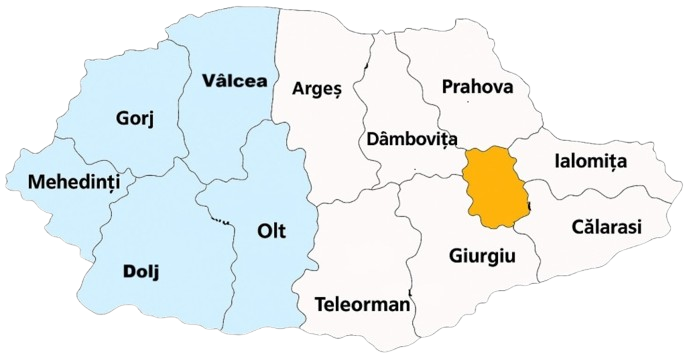 Vâlcea
Argeș
Prahova
Gorj
Dâmbovița
Ialomița
Mehedinți
Olt
Călarasi
Giurgiu
Dolj
Teleorman